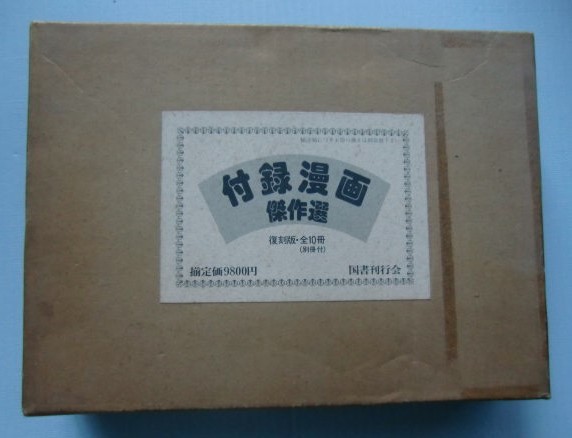 付録漫画
傑作選
復刻版・全10冊
(別冊付)
揃定価9800円 国書刊行会